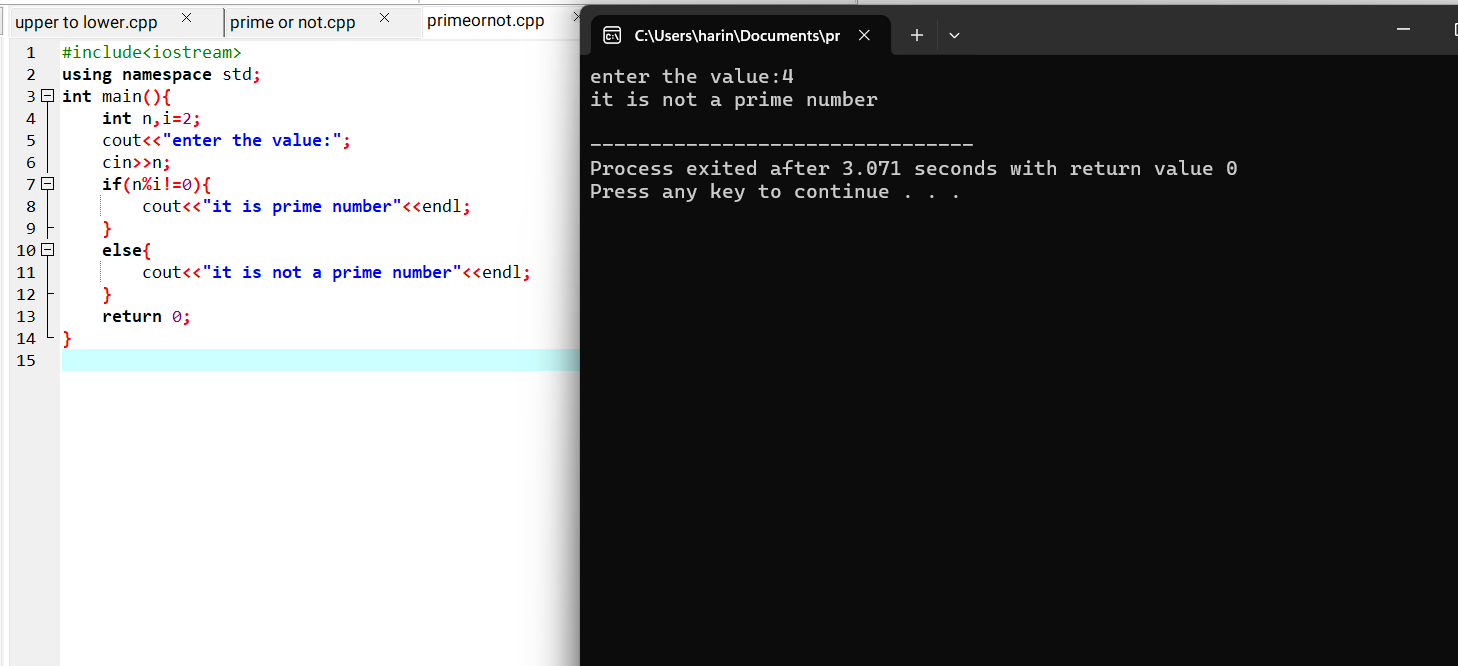 upper to lower.cpp
prime or not.cpp
primeornot.cpp
1 #include<iostream>
2 using namespace std;
3 int main(){
4 int n,i=2;
5 cout<<"enter the value:";
6 cin>>n;
7 if(n%i!=0){
8 cout<<"it is prime number"<<endl;
9 }
10 else{
11 cout<<"it is not a prime number"<<endl;
12 }
13 return 0;
14 }
15
C:\Users\harin\Documents\pr
enter the value:4
it is not a prime number
--------------------------------
Process exited after 3.071 seconds with return value 0
Press any key to continue . . .